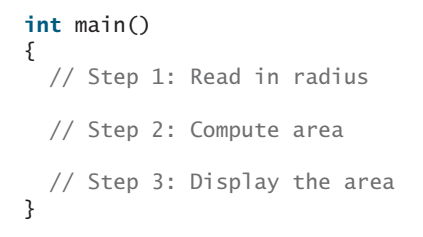 int main()
{
// Step 1: Read in radius
// Step 2: Compute area
// Step 3: Display the area
}